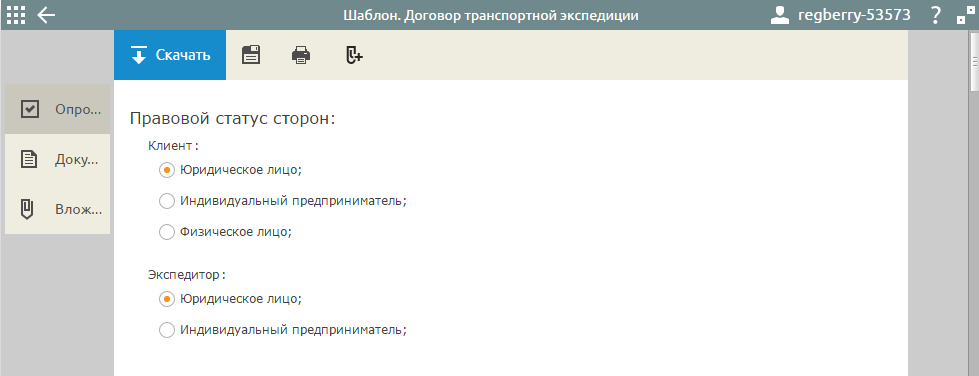 Шаблон. Договор транспортной экспедиции
regberry-53573
?
Скачать
Опро...
Доку...
Влож...
Правовой статус сторон:
Клиент:
Юридическое лицо;
Индивидуальный предприниматель;
Физическое лицо;
Экспедитор:
Юридическое лицо;
Индивидуальный предприниматель;